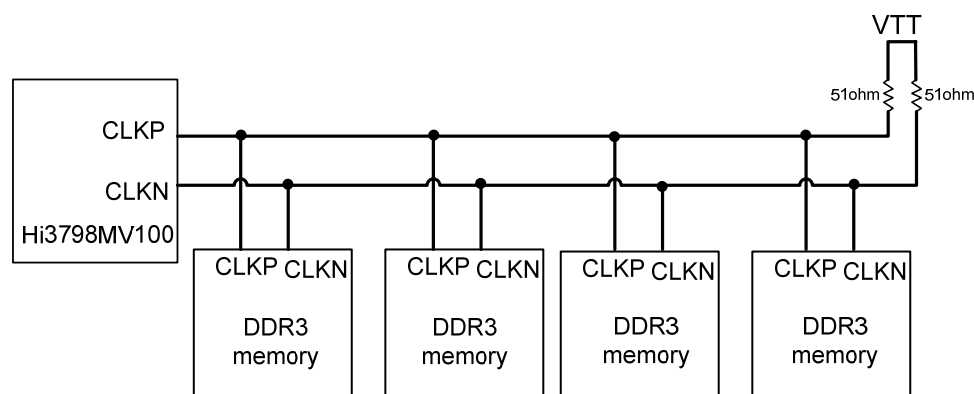 VTT
51ohm
51ohm
CLKP
CLKN
Hi3798MV100
CLKP
CLKN
DDR3
memory
CLKP
CLKN
DDR3
memory
CLKP
CLKN
DDR3
memory
CLKP
CLKN
DDR3
memory